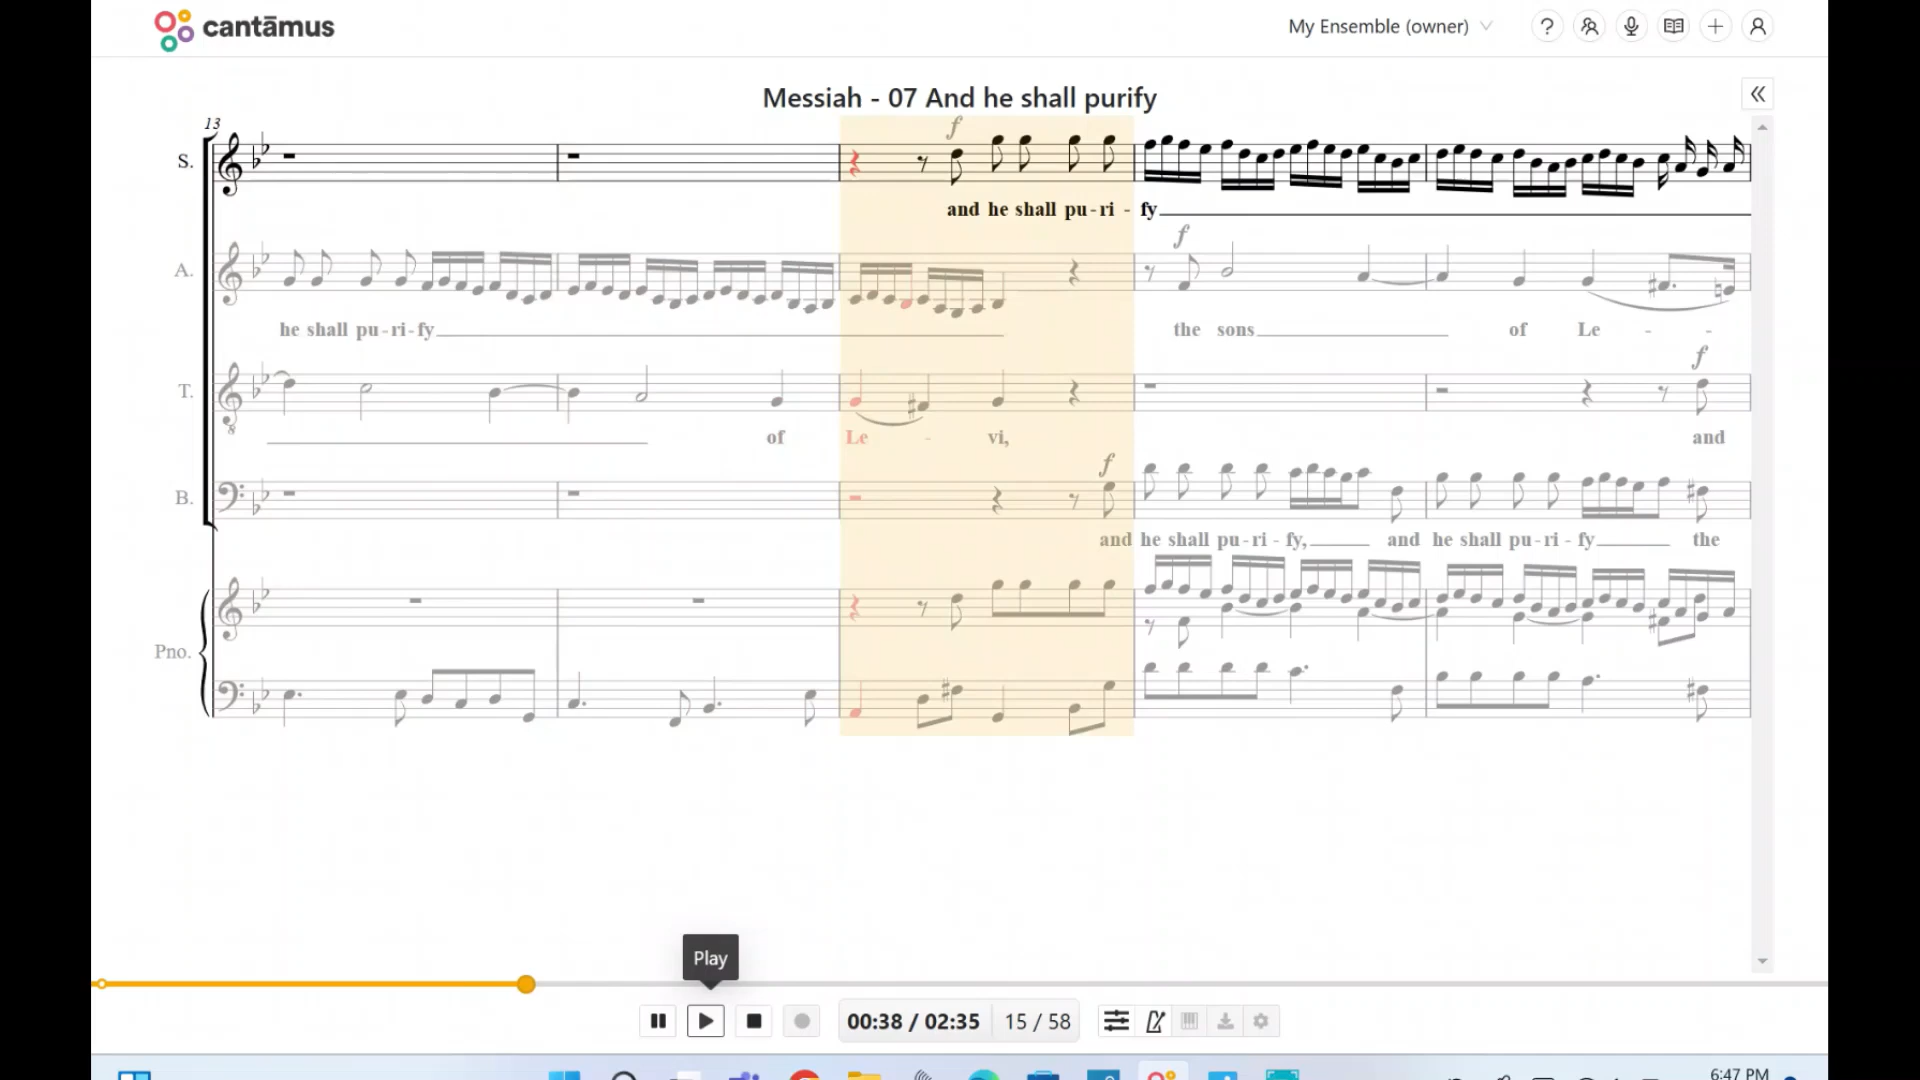 cantāmus
My Ensemble (owner)
Messiah - 07 And he shall purify
13
f
S.
and he shall pu - ri - fy
f
A.
he shall pu - ri - fy the sons of Le - -
f
T.
of Le - vi, and
f
B.
and he shall pu - ri - fy, and he shall pu - ri - fy the
Pno.
Play
00:38 / 02:35 15 / 58
6:47 PM